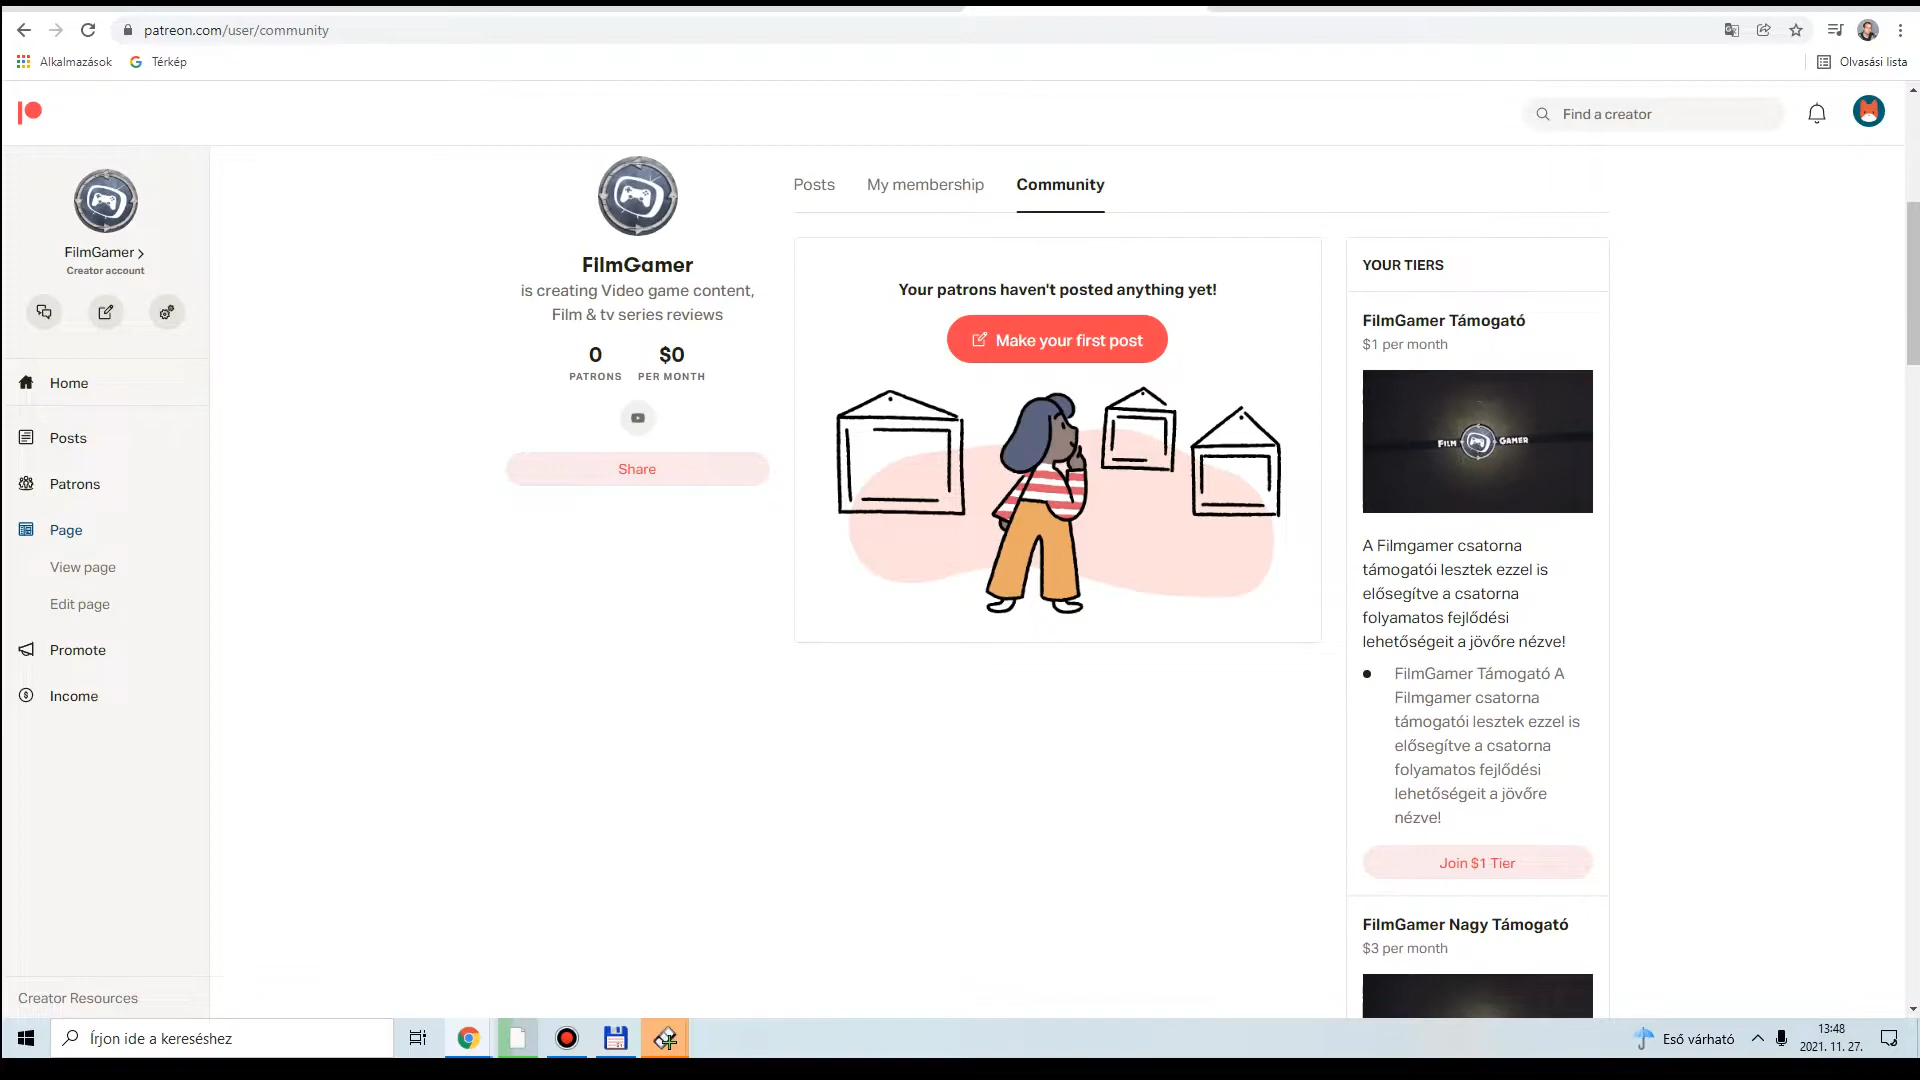 patreon.com/user/community
Alkalmazások
Térkép
Olvasási lista
Find a creator
FilmGamer
Creator account
Home
Posts
Patrons
Page
View page
Edit page
Promote
Income
Creator Resources
FilmGamer
is creating Video game content,
Film & tv series reviews
0 $0
PATRONS PER MONTH
Share
Posts My membership Community
Your patrons haven't posted anything yet!
Make your first post
YOUR TIERS
FilmGamer Támogató
$1 per month
FILM GAMER
A Filmgamer csatorna
támogatói lesztek ezzel is
elősegítve a csatorna
folyamatos fejlődési
lehetőségeit a jövőre nézve!
FilmGamer Támogató A
Filmgamer csatorna
támogatói lesztek ezzel is
elősegítve a csatorna
folyamatos fejlődési
lehetőségeit a jövőre
nézve!
Join $1 Tier
FilmGamer Nagy Támogató
$3 per month
Írjon ide a kereséshez
Eső várható
13:48
2021. 11. 27.